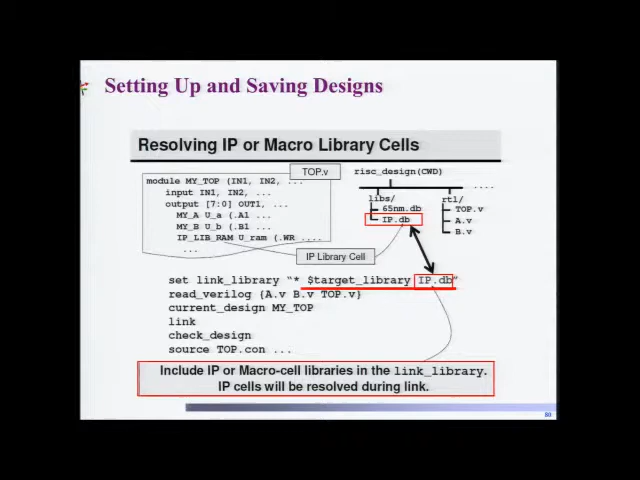 Setting Up and Saving Designs
Resolving IP or Macro Library Cells
TOP.v
module MY_TOP (IN1, IN2, ...
input IN1, IN2, ...
output [7:0] OUT1, ...
MY_A U_a (.A1 ...
MY_B U_b (.B1 ...
IP_LIB_RAM U_ram (.WR ....
...
risc_design(CWD)
....
libs/
65nm.db
IP.db
rtl/
TOP.v
A.v
B.v
IP Library Cell
set link_library "* $target_library IP.db"
read_verilog {A.v B.v TOP.v}
current_design MY_TOP
link
check_design
source TOP.con ...
Include IP or Macro-cell libraries in the link_library.
IP cells will be resolved during link.
80